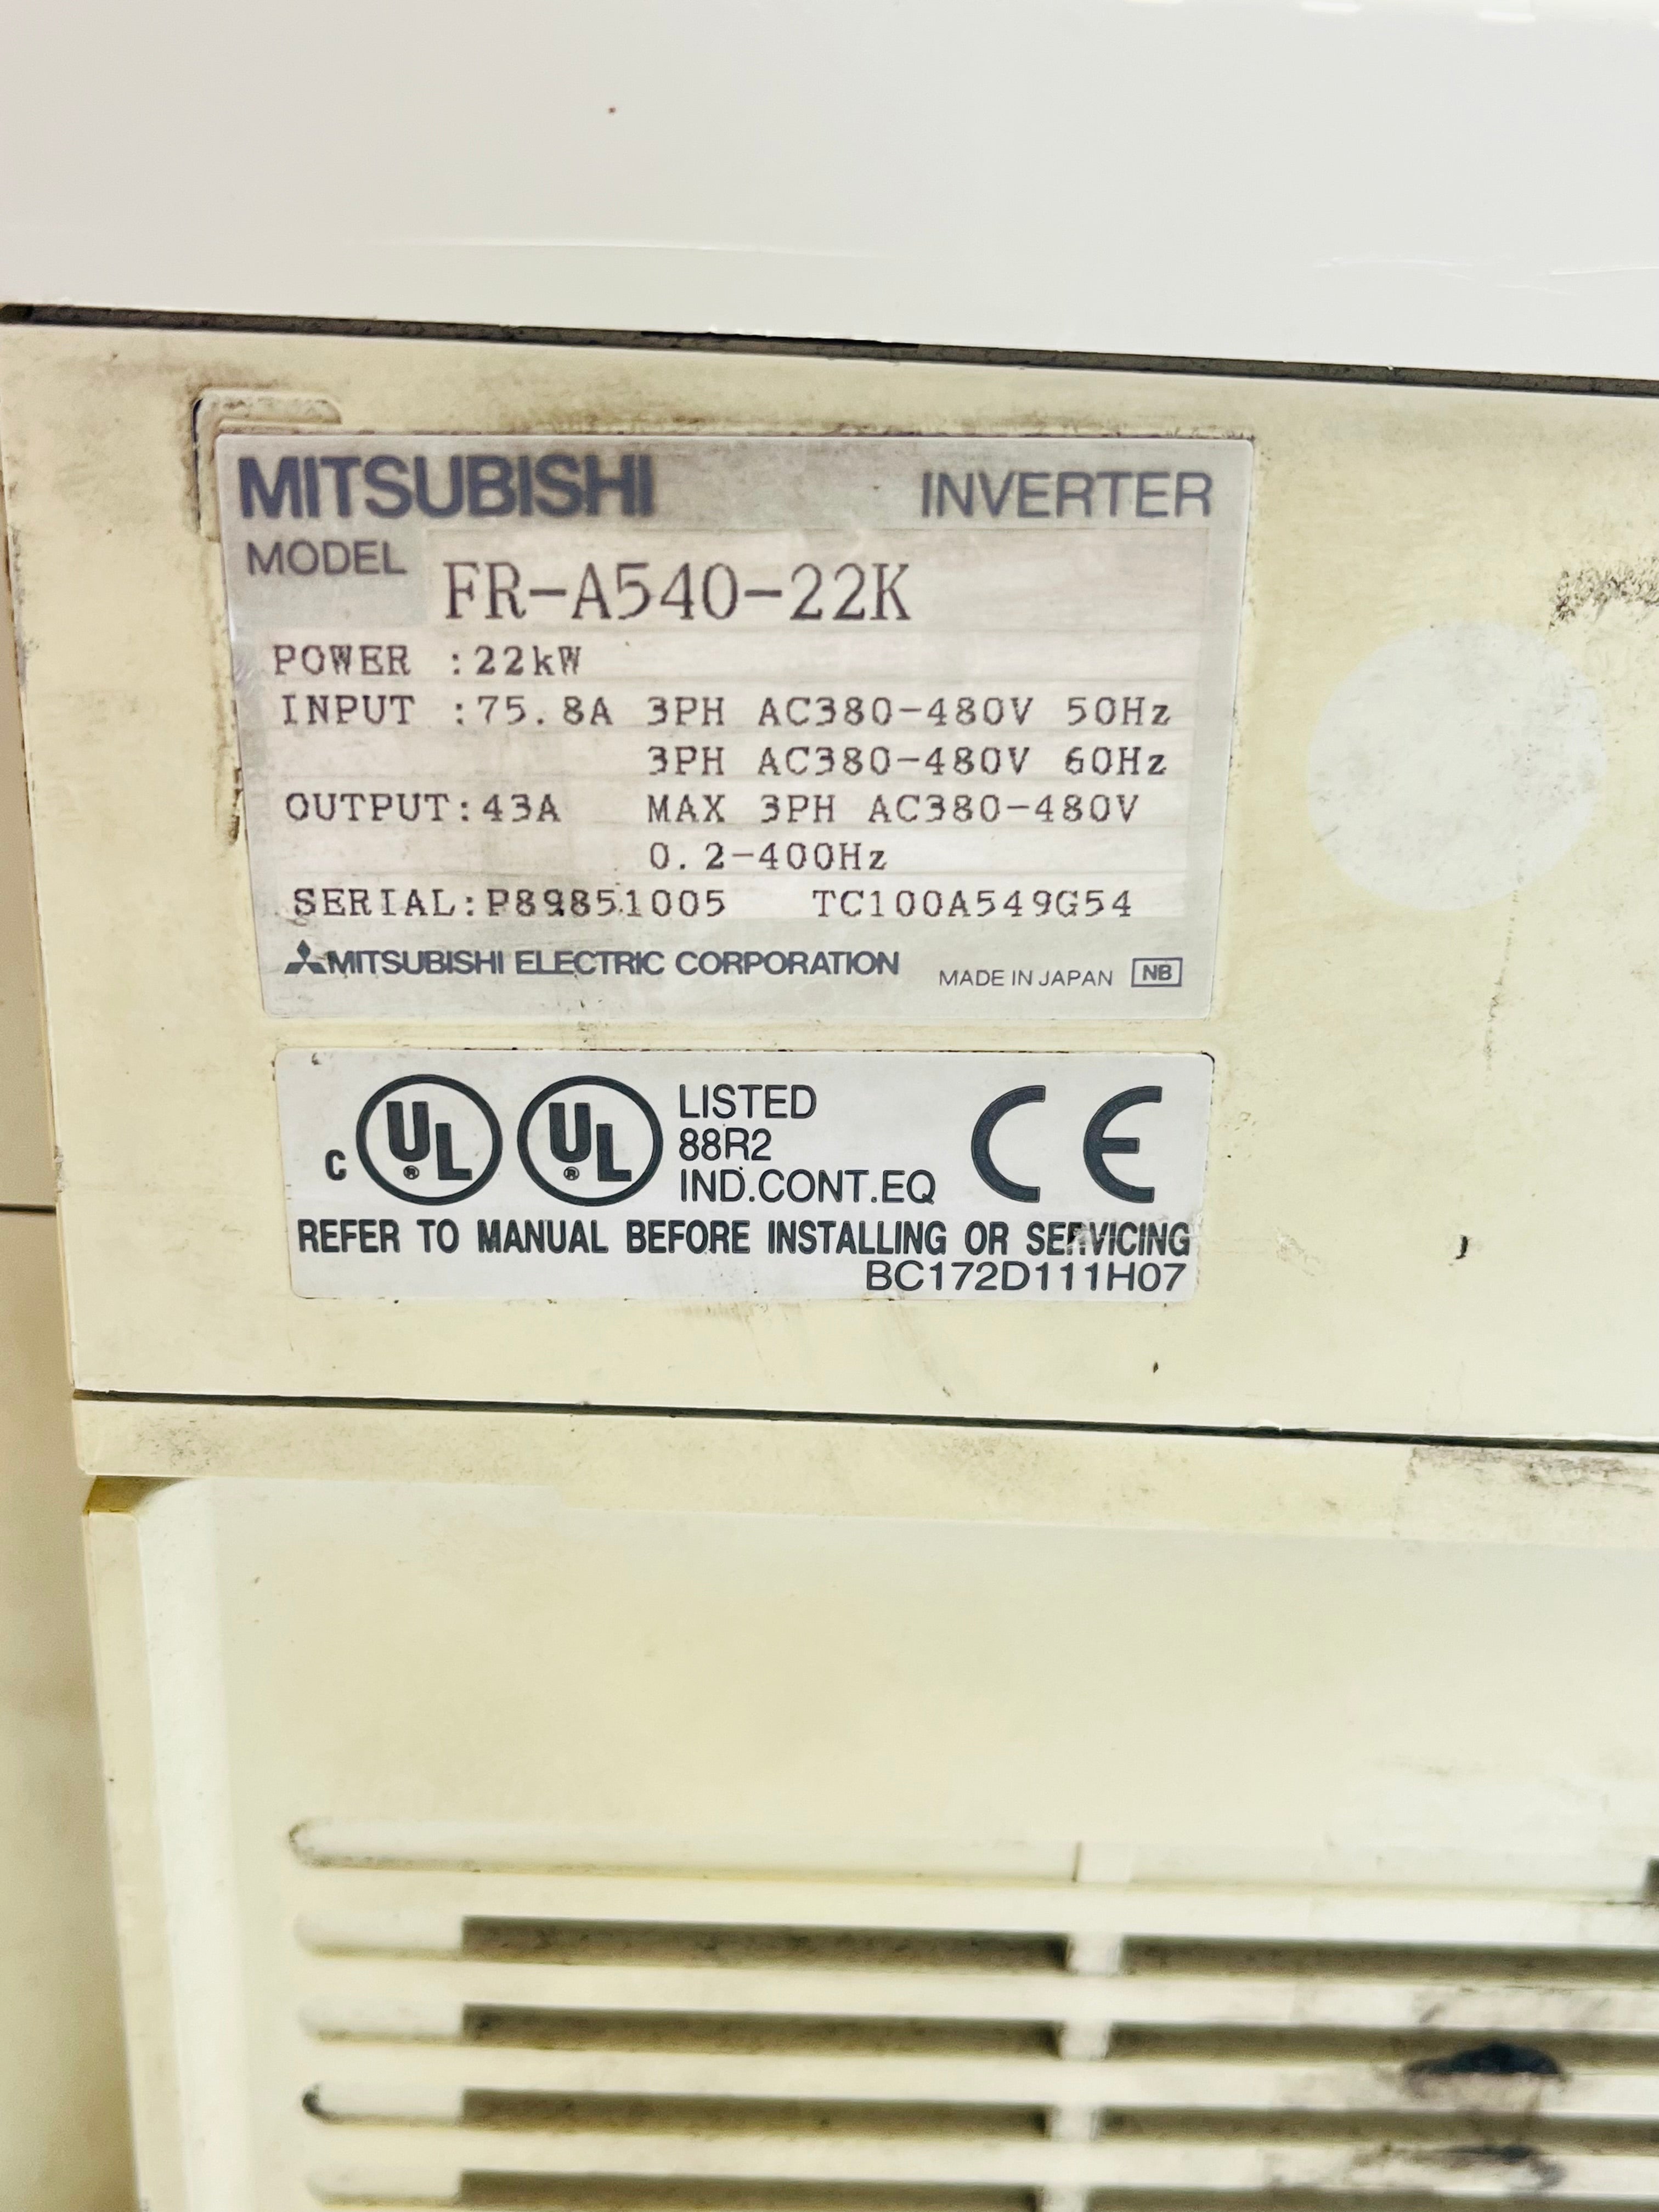 MITSUBISHI INVERTER
MODEL FR-A540-22K
POWER :22kW
INPUT :75.8A 3PH AC380-480V 50Hz
3PH AC380-480V 60Hz
OUTPUT:43A MAX 3PH AC380-480V
0.2-400Hz
SERIAL:P89851005 TC100A549G54
MITSUBISHI ELECTRIC CORPORATION MADE IN JAPAN NB
c UL® UL® LISTED
88R2
IND.CONT.EQ CE
REFER TO MANUAL BEFORE INSTALLING OR SERVICING
BC172D111H07